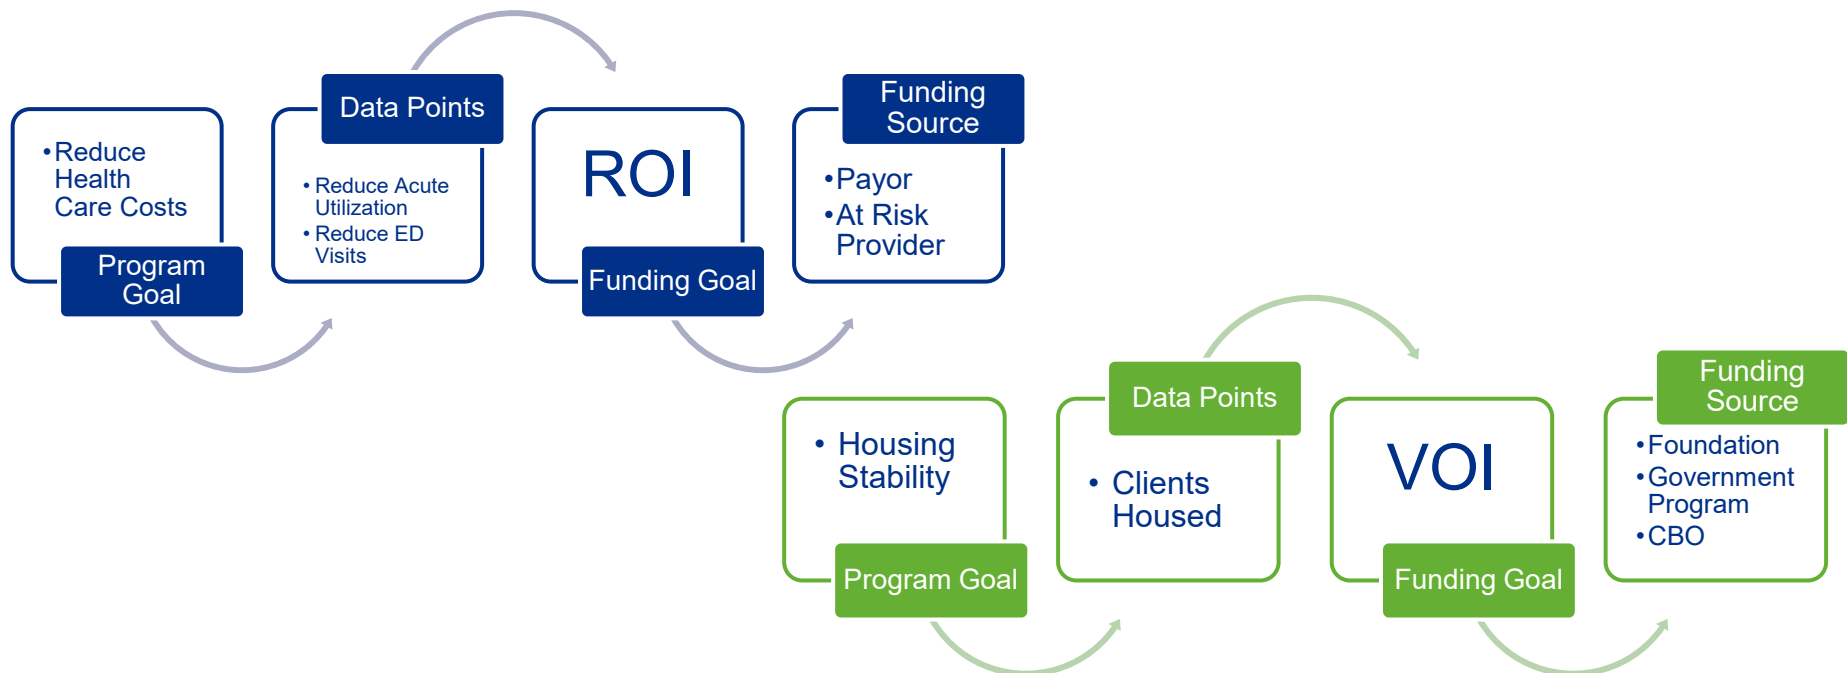 •Reduce
Health
Care Costs
Program
Goal
Data Points
• Reduce Acute
Utilization
• Reduce ED
Visits
ROI
Funding Goal
Funding
Source
•Payor
•At Risk
Provider
• Housing
Stability
Program Goal
Data Points
• Clients
Housed
VOI
Funding Goal
Funding
Source
•Foundation
•Government
Program
•CBO